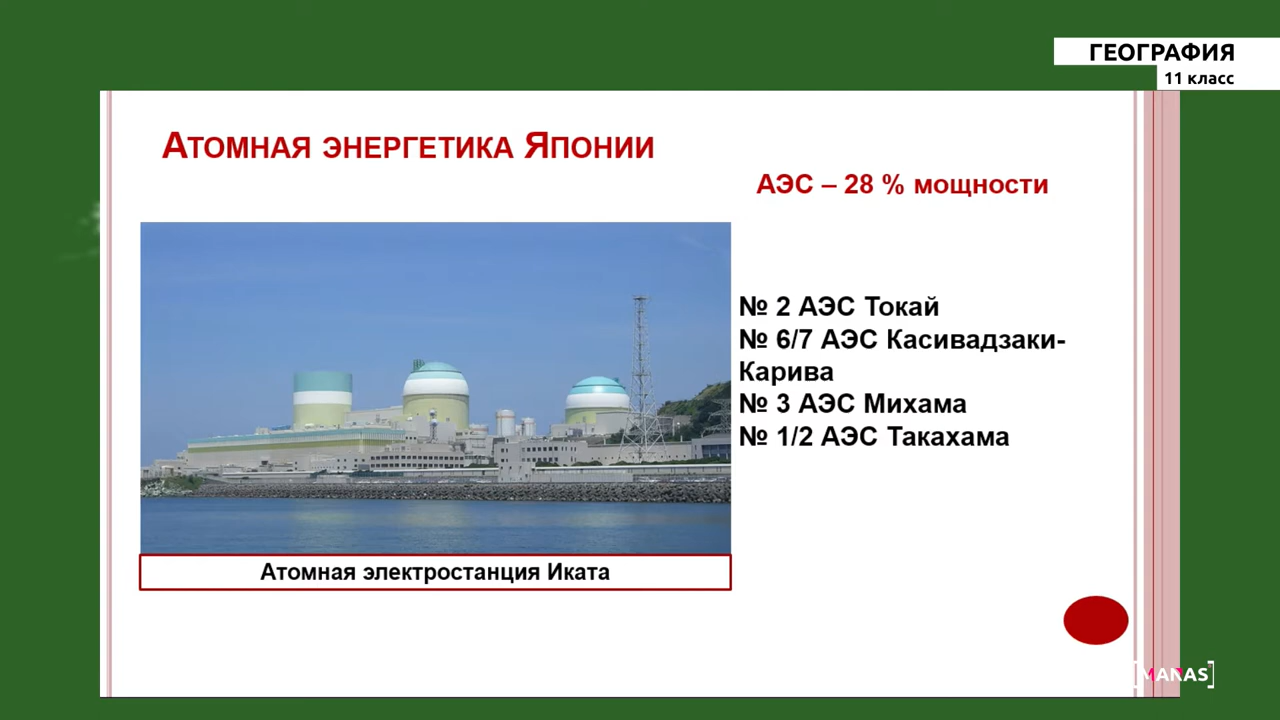 ГЕОГРАФИЯ
11 класс
АТОМНАЯ ЭНЕРГЕТИКА ЯПОНИИ
АЭС – 28 % мощности
№ 2 АЭС Токай
№ 6/7 АЭС Касивадзаки-
Карива
№ 3 АЭС Михама
№ 1/2 АЭС Такахама
Атомная электростанция Иката
[MANAS]